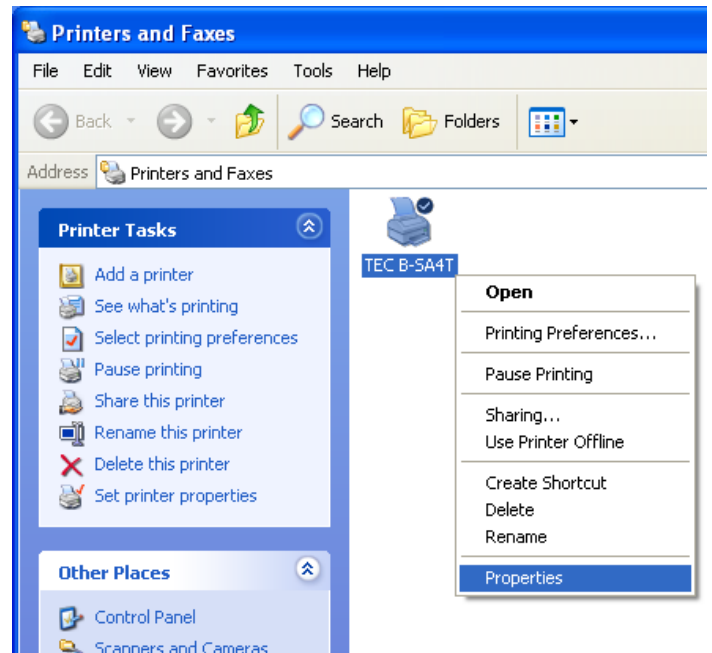 Printers and Faxes
File Edit View Favorites Tools Help
Back Search Folders
Address Printers and Faxes
Printer Tasks
Add a printer
See what's printing
Select printing preferences
Pause printing
Share this printer
Rename this printer
Delete this printer
Set printer properties
Other Places
Control Panel
Scanners and Cameras
TEC B-SA4T
Open
Printing Preferences...
Pause Printing
Sharing...
Use Printer Offline
Create Shortcut
Delete
Rename
Properties